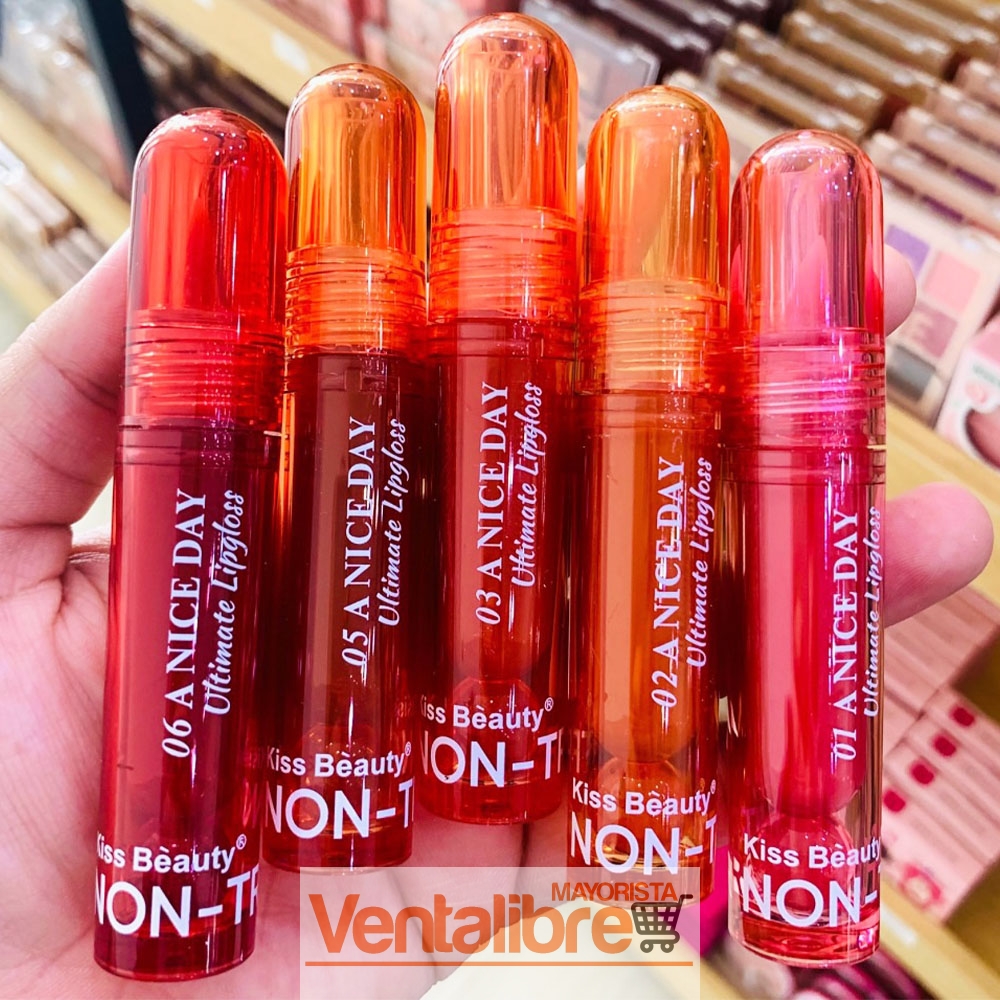 06 A NICE DAY
Ultimate Lipgloss
Kiss Bèauty®
NON-TR
05 A NICE DAY
Ultimate Lipgloss
Kiss Bèauty®
NON-T
03 A NICE DAY
Ultimate Lipgloss
Kiss Bèauty®
NON-TR
02 A NICE DAY
Ultimate Lipgloss
Kiss Bèauty®
NON-T
01 A NICE DAY
Ultimate Lipgloss
Kiss Bèauty
NON-
MAYORISTA
Ventalibre